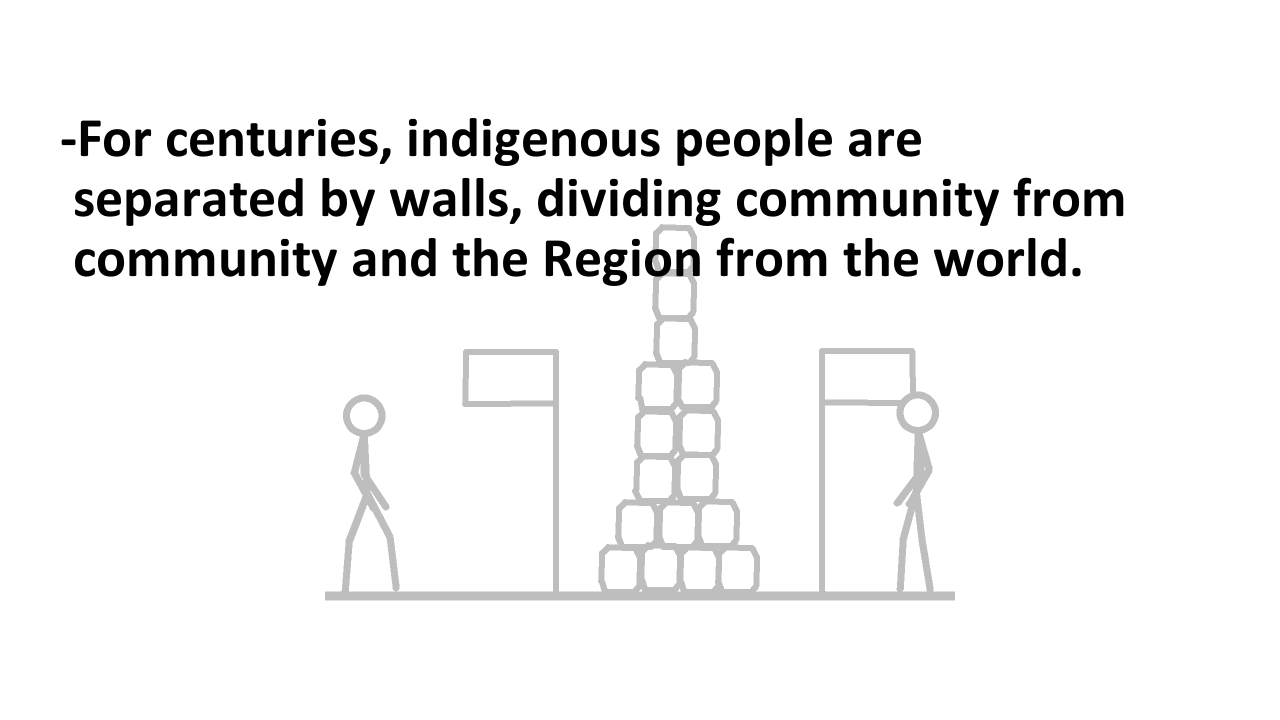 -For centuries, indigenous people are
separated by walls, dividing community from
community and the Region from the world.